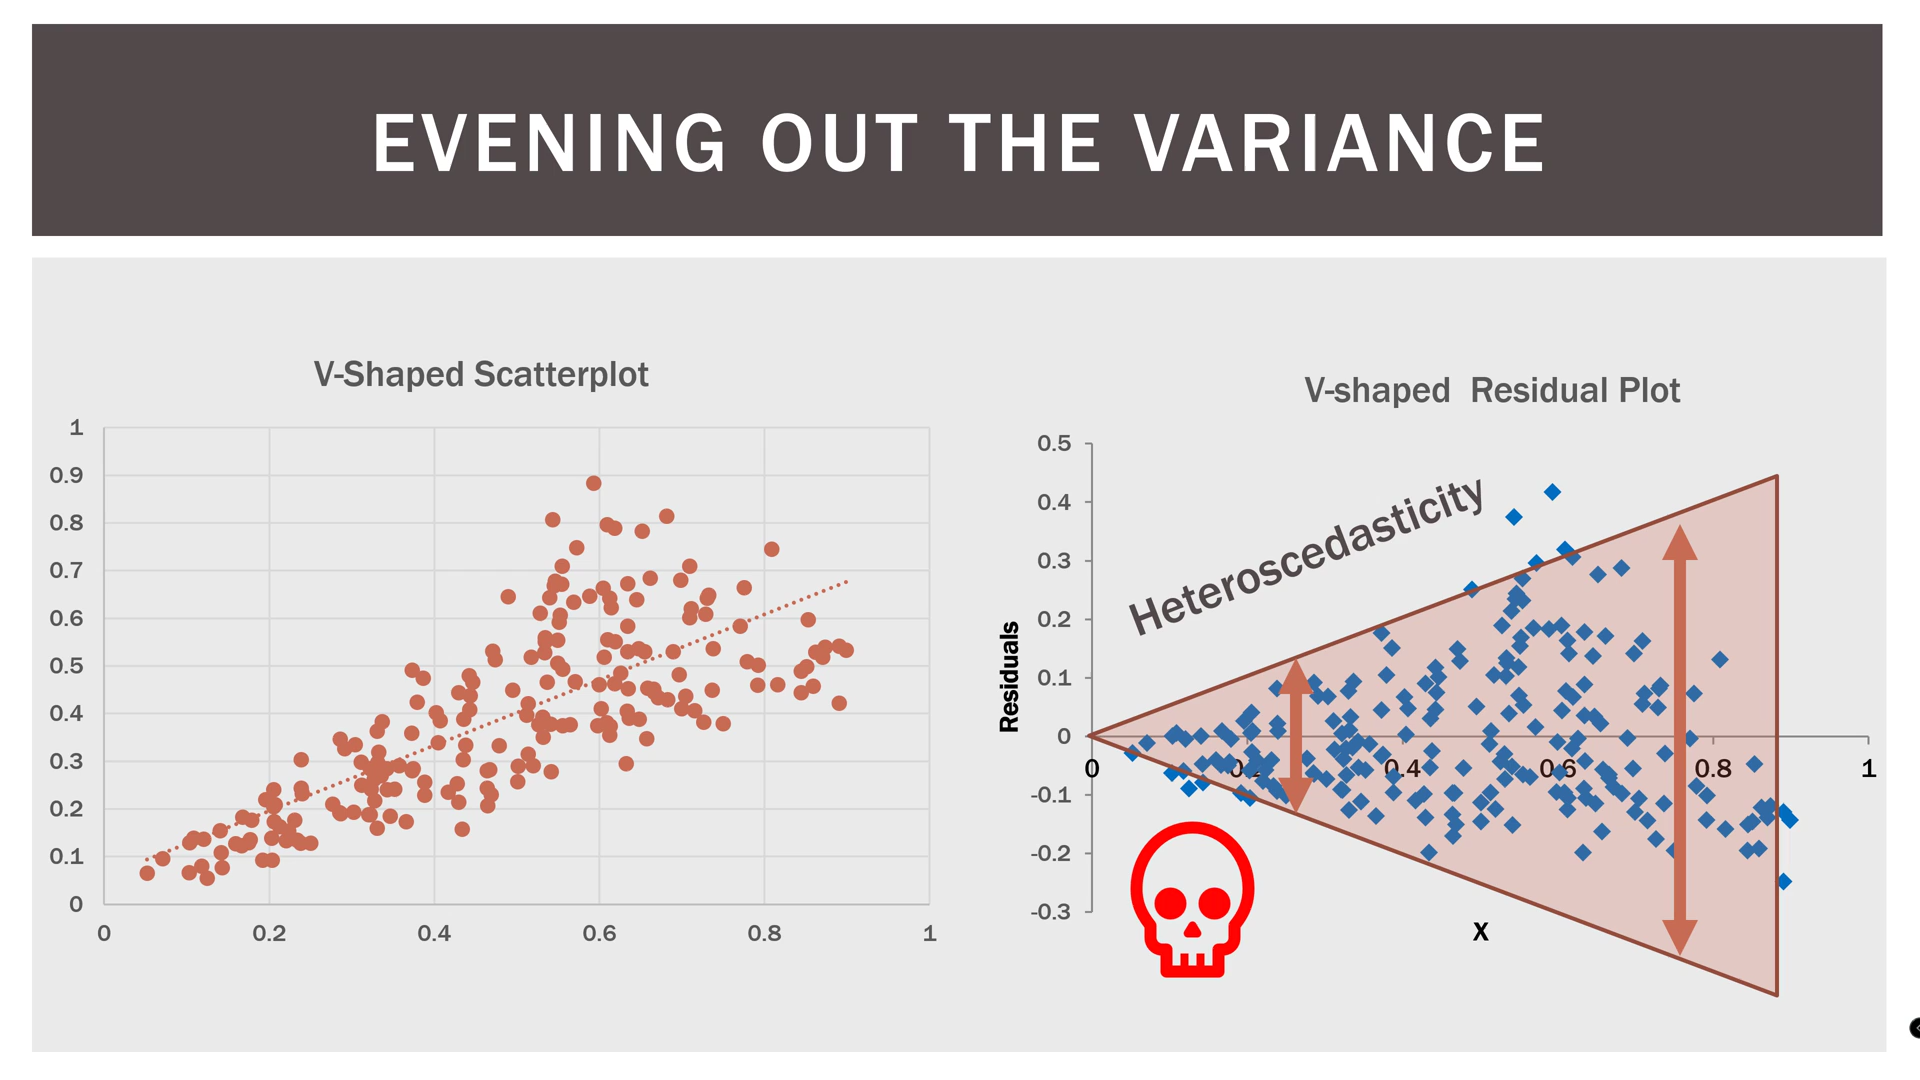 EVENING OUT THE VARIANCE
V-Shaped Scatterplot
1
0.9
0.8
0.7
0.6
0.5
0.4
0.3
0.2
0.1
0
0 0.2 0.4 0.6 0.8 1
V-shaped Residual Plot
Heteroscedasticity
Residuals
0.5
0.4
0.3
0.2
0.1
0
-0.1
-0.2
-0.3
0 0.2 0.4 0.6 0.8 1
X